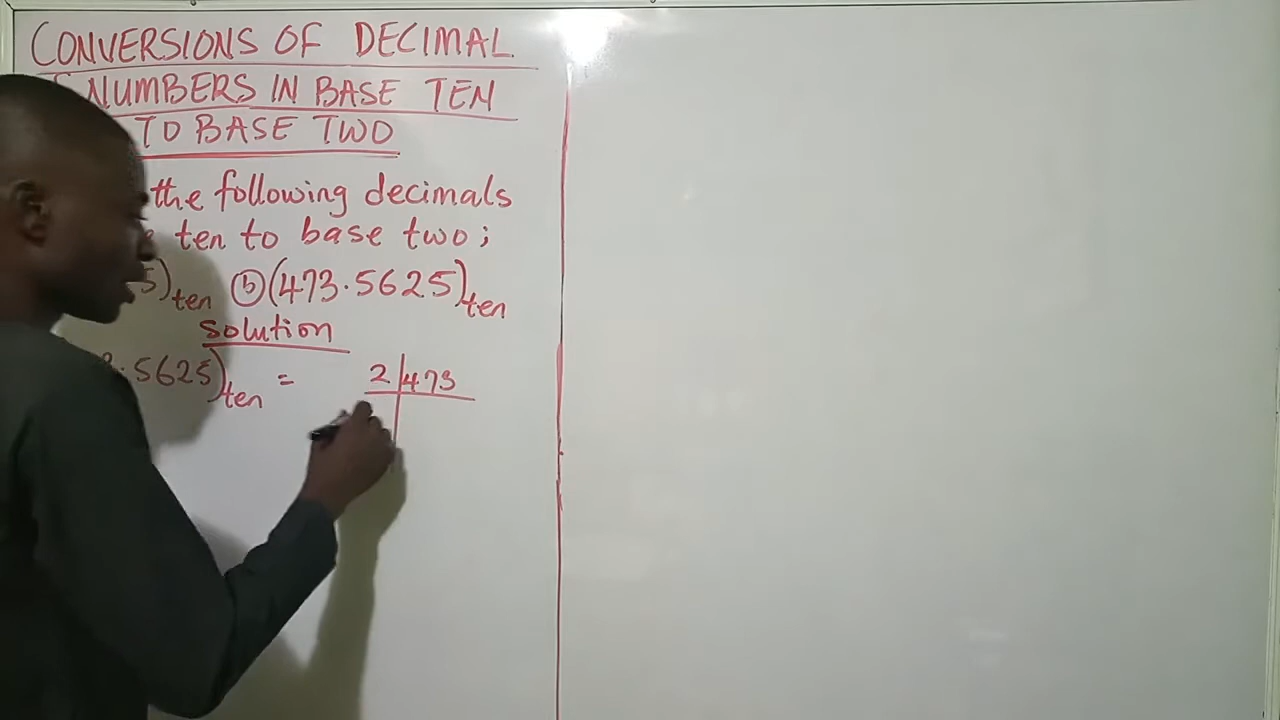 CONVERSIONS OF DECIMAL
NUMBERS IN BASE TEN
TO BASE TWO
the following decimals
ten to base two;
5)ten ⓑ(473.5625)ten
solution
.5625)ten =
2|473